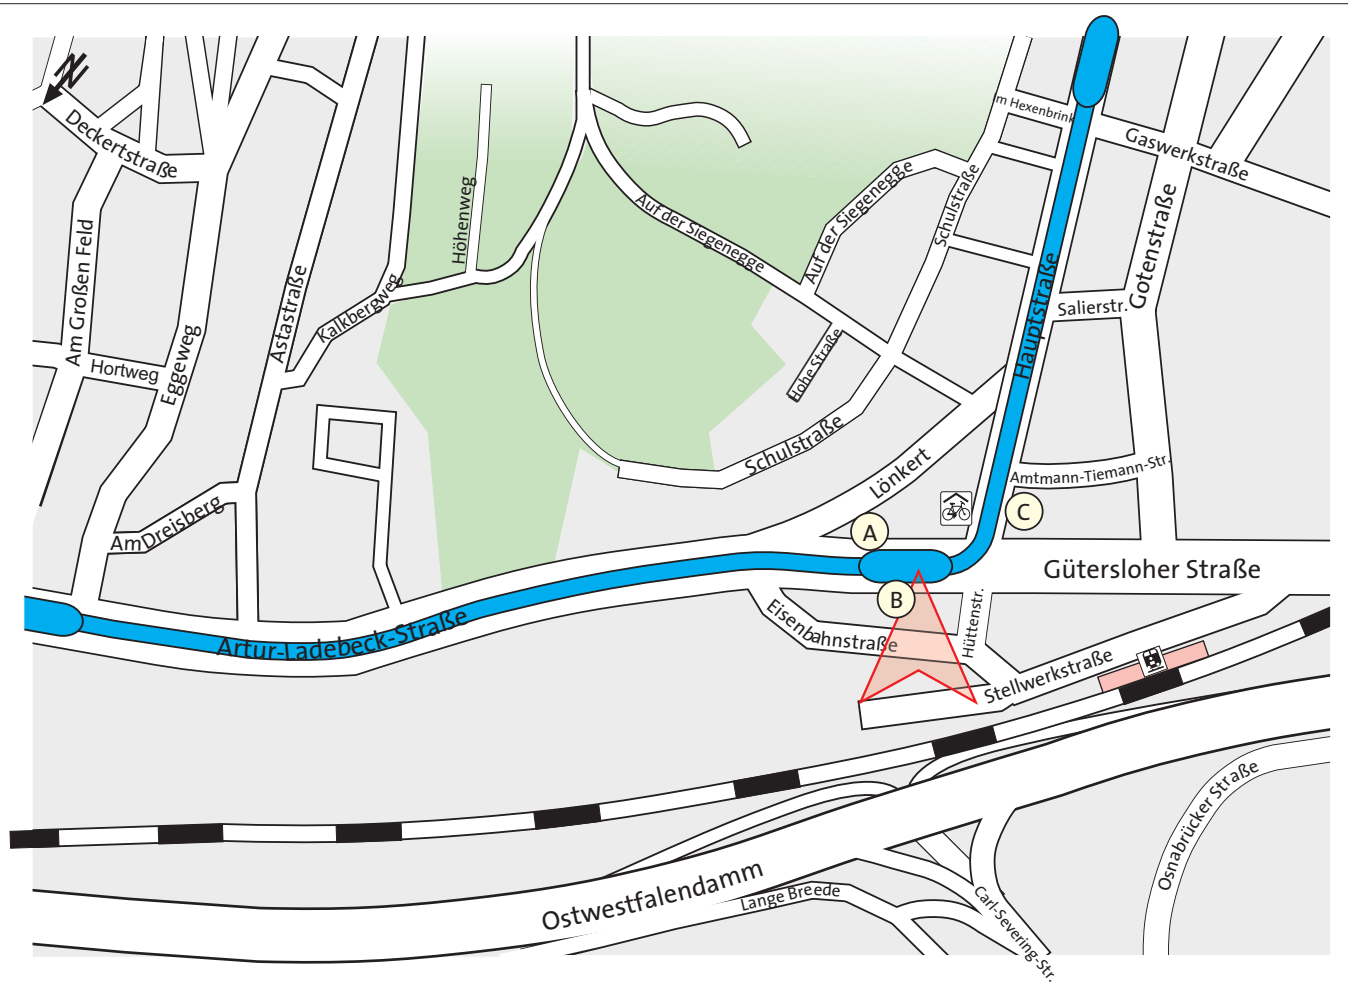 N
Deckertstraße
m Hexenbrink
Gaswerkstraße
Höhenweg
Auf der Siegenegge
Auf der Siegenegge
Schulstraße
Gotenstraße
Am Großen Feld
Astastraße
Kalkbergweg
Hauptstraße
Salierstr.
Hortweg
Eggeweg
Hohe Straße
Schulstraße
Lönkert
Amtmann-Tiemann-Str.
Am Dreisberg
A
C
Gütersloher Straße
B
Artur-Ladebeck-Straße
Eisenbahnstraße
Hüttenstr.
Stellwerkstraße
Osnabrücker Straße
Ostwestfalendamm
Lange Breede
Carl-Severing-Str.